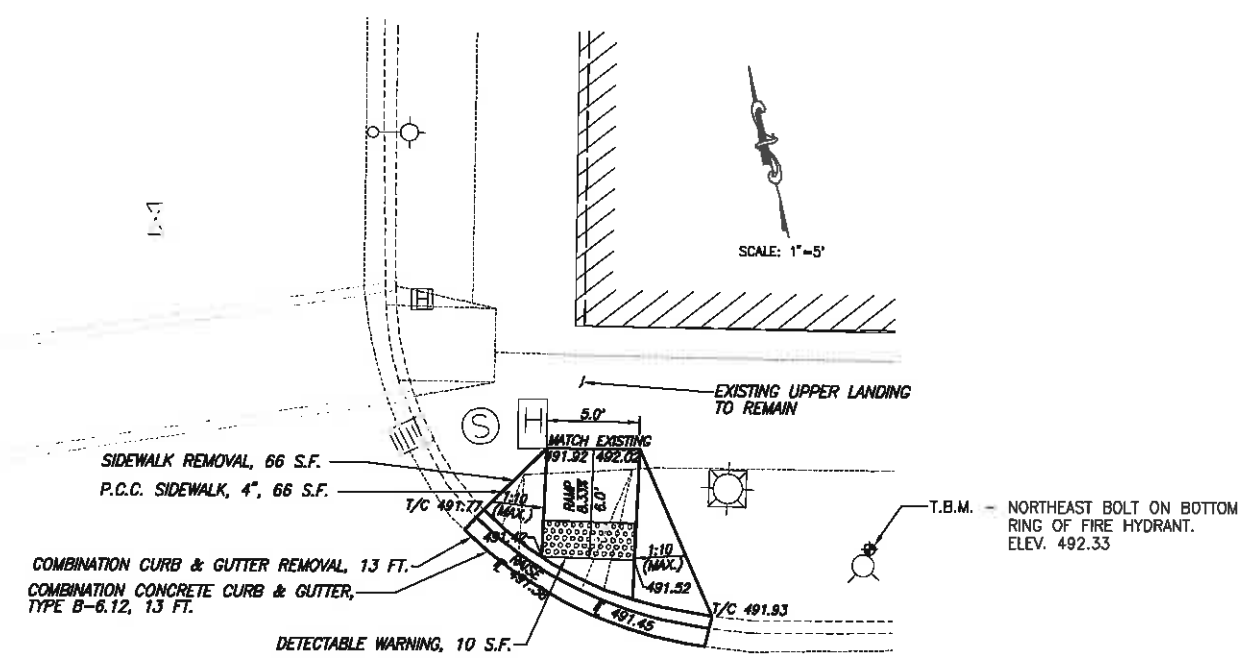 H
SCALE: 1"=5'
EXISTING UPPER LANDING
TO REMAIN
S
H
5.0'
MATCH EXISTING
491.92 492.02
SIDEWALK REMOVAL, 66 S.F.
P.C.C. SIDEWALK, 4", 66 S.F.
T/C 491.77
1:10
(MAX.)
RAMP
8.33%
6.0'
T.B.M. - NORTHEAST BOLT ON BOTTOM
RING OF FIRE HYDRANT.
ELEV. 492.33
491.42
1:10
(MAX.)
491.52
COMBINATION CURB & GUTTER REMOVAL, 13 FT.
COMBINATION CONCRETE CURB & GUTTER,
TYPE B-6.12, 13 FT.
491.45
T/C 491.93
DETECTABLE WARNING, 10 S.F.